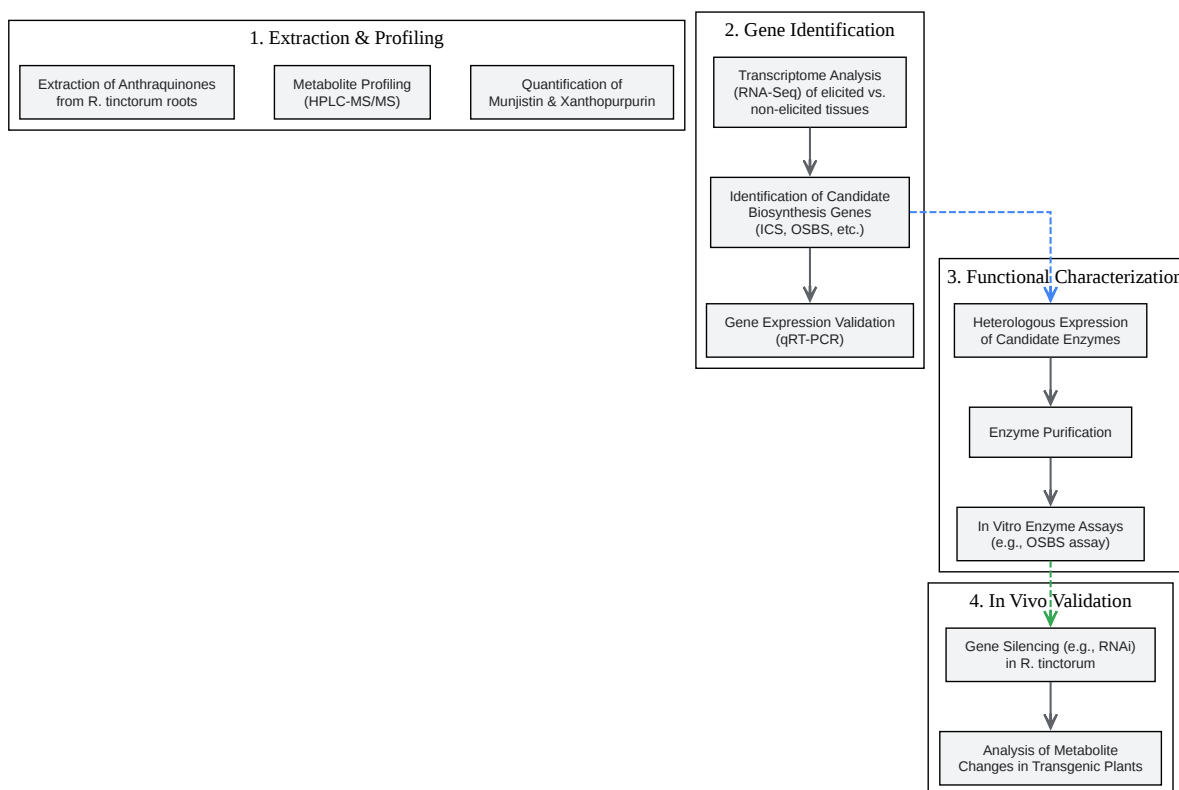 1. Extraction & Profiling
Extraction of Anthraquinones
from R. tinctorum roots
Metabolite Profiling
(HPLC-MS/MS)
Quantification of
Munjistin & Xanthopurpurin
2. Gene Identification
Transcriptome Analysis
(RNA-Seq) of elicited vs.
non-elicited tissues
Identification of Candidate
Biosynthesis Genes
(ICS, OSBS, etc.)
Gene Expression Validation
(qRT-PCR)
3. Functional Characterization
Heterologous Expression
of Candidate Enzymes
Enzyme Purification
In Vitro Enzyme Assays
(e.g., OSBS assay)
4. In Vivo Validation
Gene Silencing (e.g., RNAi)
in R. tinctorum
Analysis of Metabolite
Changes in Transgenic Plants